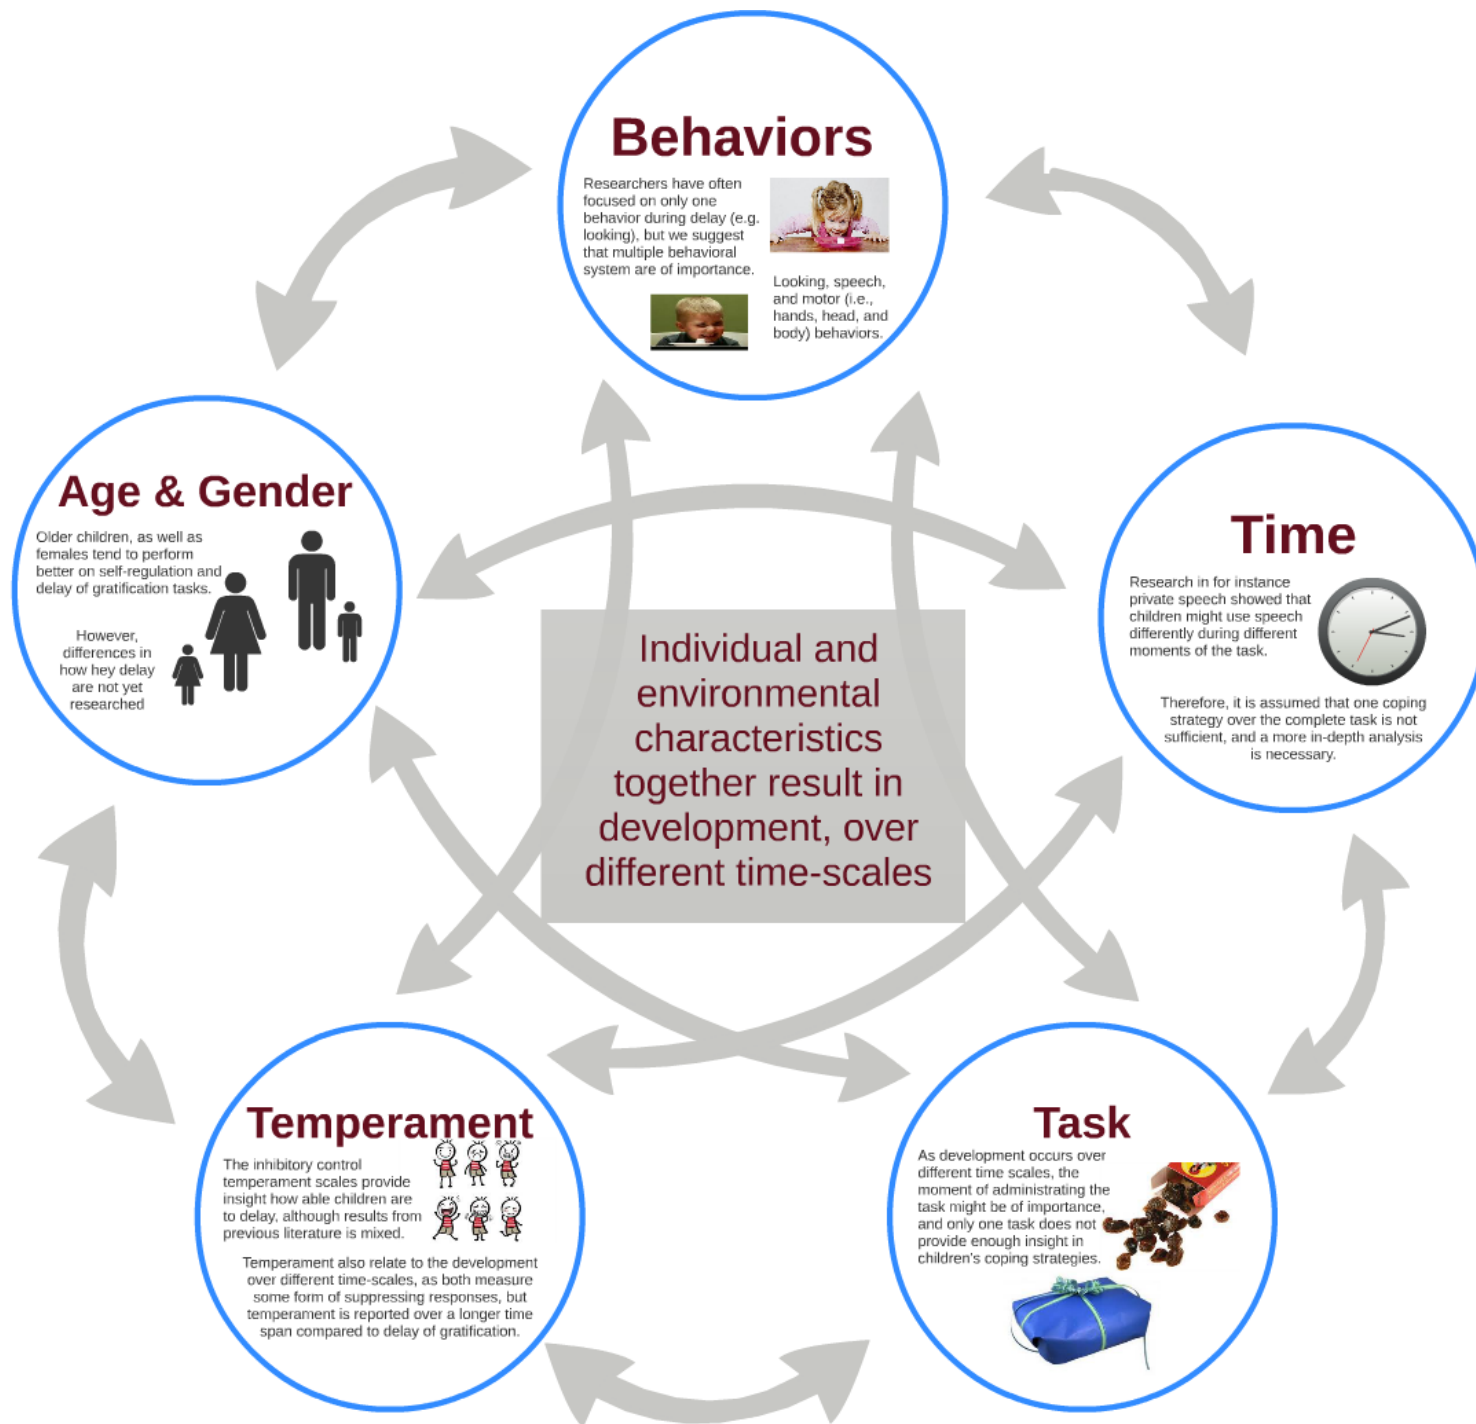 Behaviors
Researchers have often
focused on only one
behavior during delay (e.g.
looking), but we suggest
that multiple behavioral
system are of importance.
Looking, speech,
and motor (i.e.,
hands, head, and
body) behaviors.
Age & Gender
Older children, as well as
females tend to perform
better on self-regulation and
delay of gratification tasks.
However,
differences in
how hey delay
are not yet
researched
Time
Research in for instance
private speech showed that
children might use speech
differently during different
moments of the task.
Therefore, it is assumed that one coping
strategy over the complete task is not
sufficient, and a more in-depth analysis
is necessary.
Individual and
environmental
characteristics
together result in
development, over
different time-scales
Temperament
The inhibitory control
temperament scales provide
insight how able children are
to delay, although results from
previous literature is mixed.
Temperament also relate to the development
over different time-scales, as both measure
some form of suppressing responses, but
temperament is reported over a longer time
span compared to delay of gratification.
Task
As development occurs over
different time scales, the
moment of administrating the
task might be of importance,
and only one task does not
provide enough insight in
children's coping strategies.